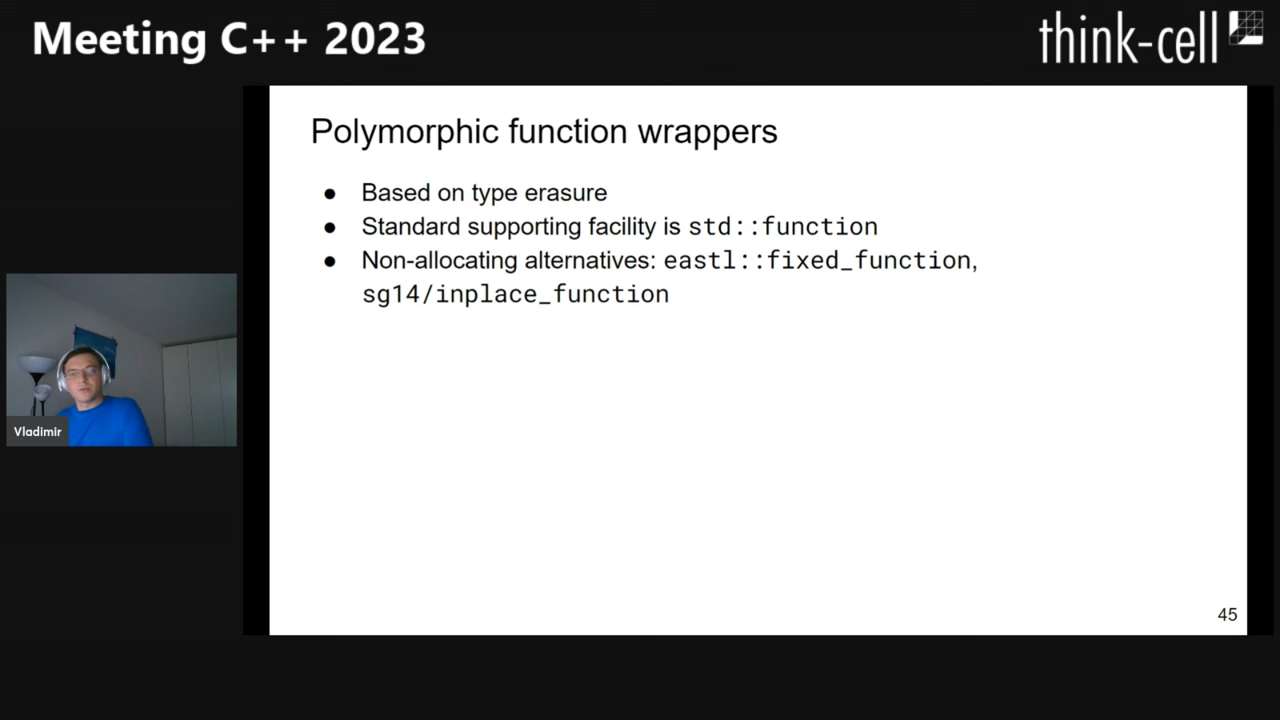 Meeting C++ 2023
think-cell
Polymorphic function wrappers
● Based on type erasure
● Standard supporting facility is std::function
● Non-allocating alternatives: eastl::fixed_function,
sg14/inplace_function
Vladimir
45